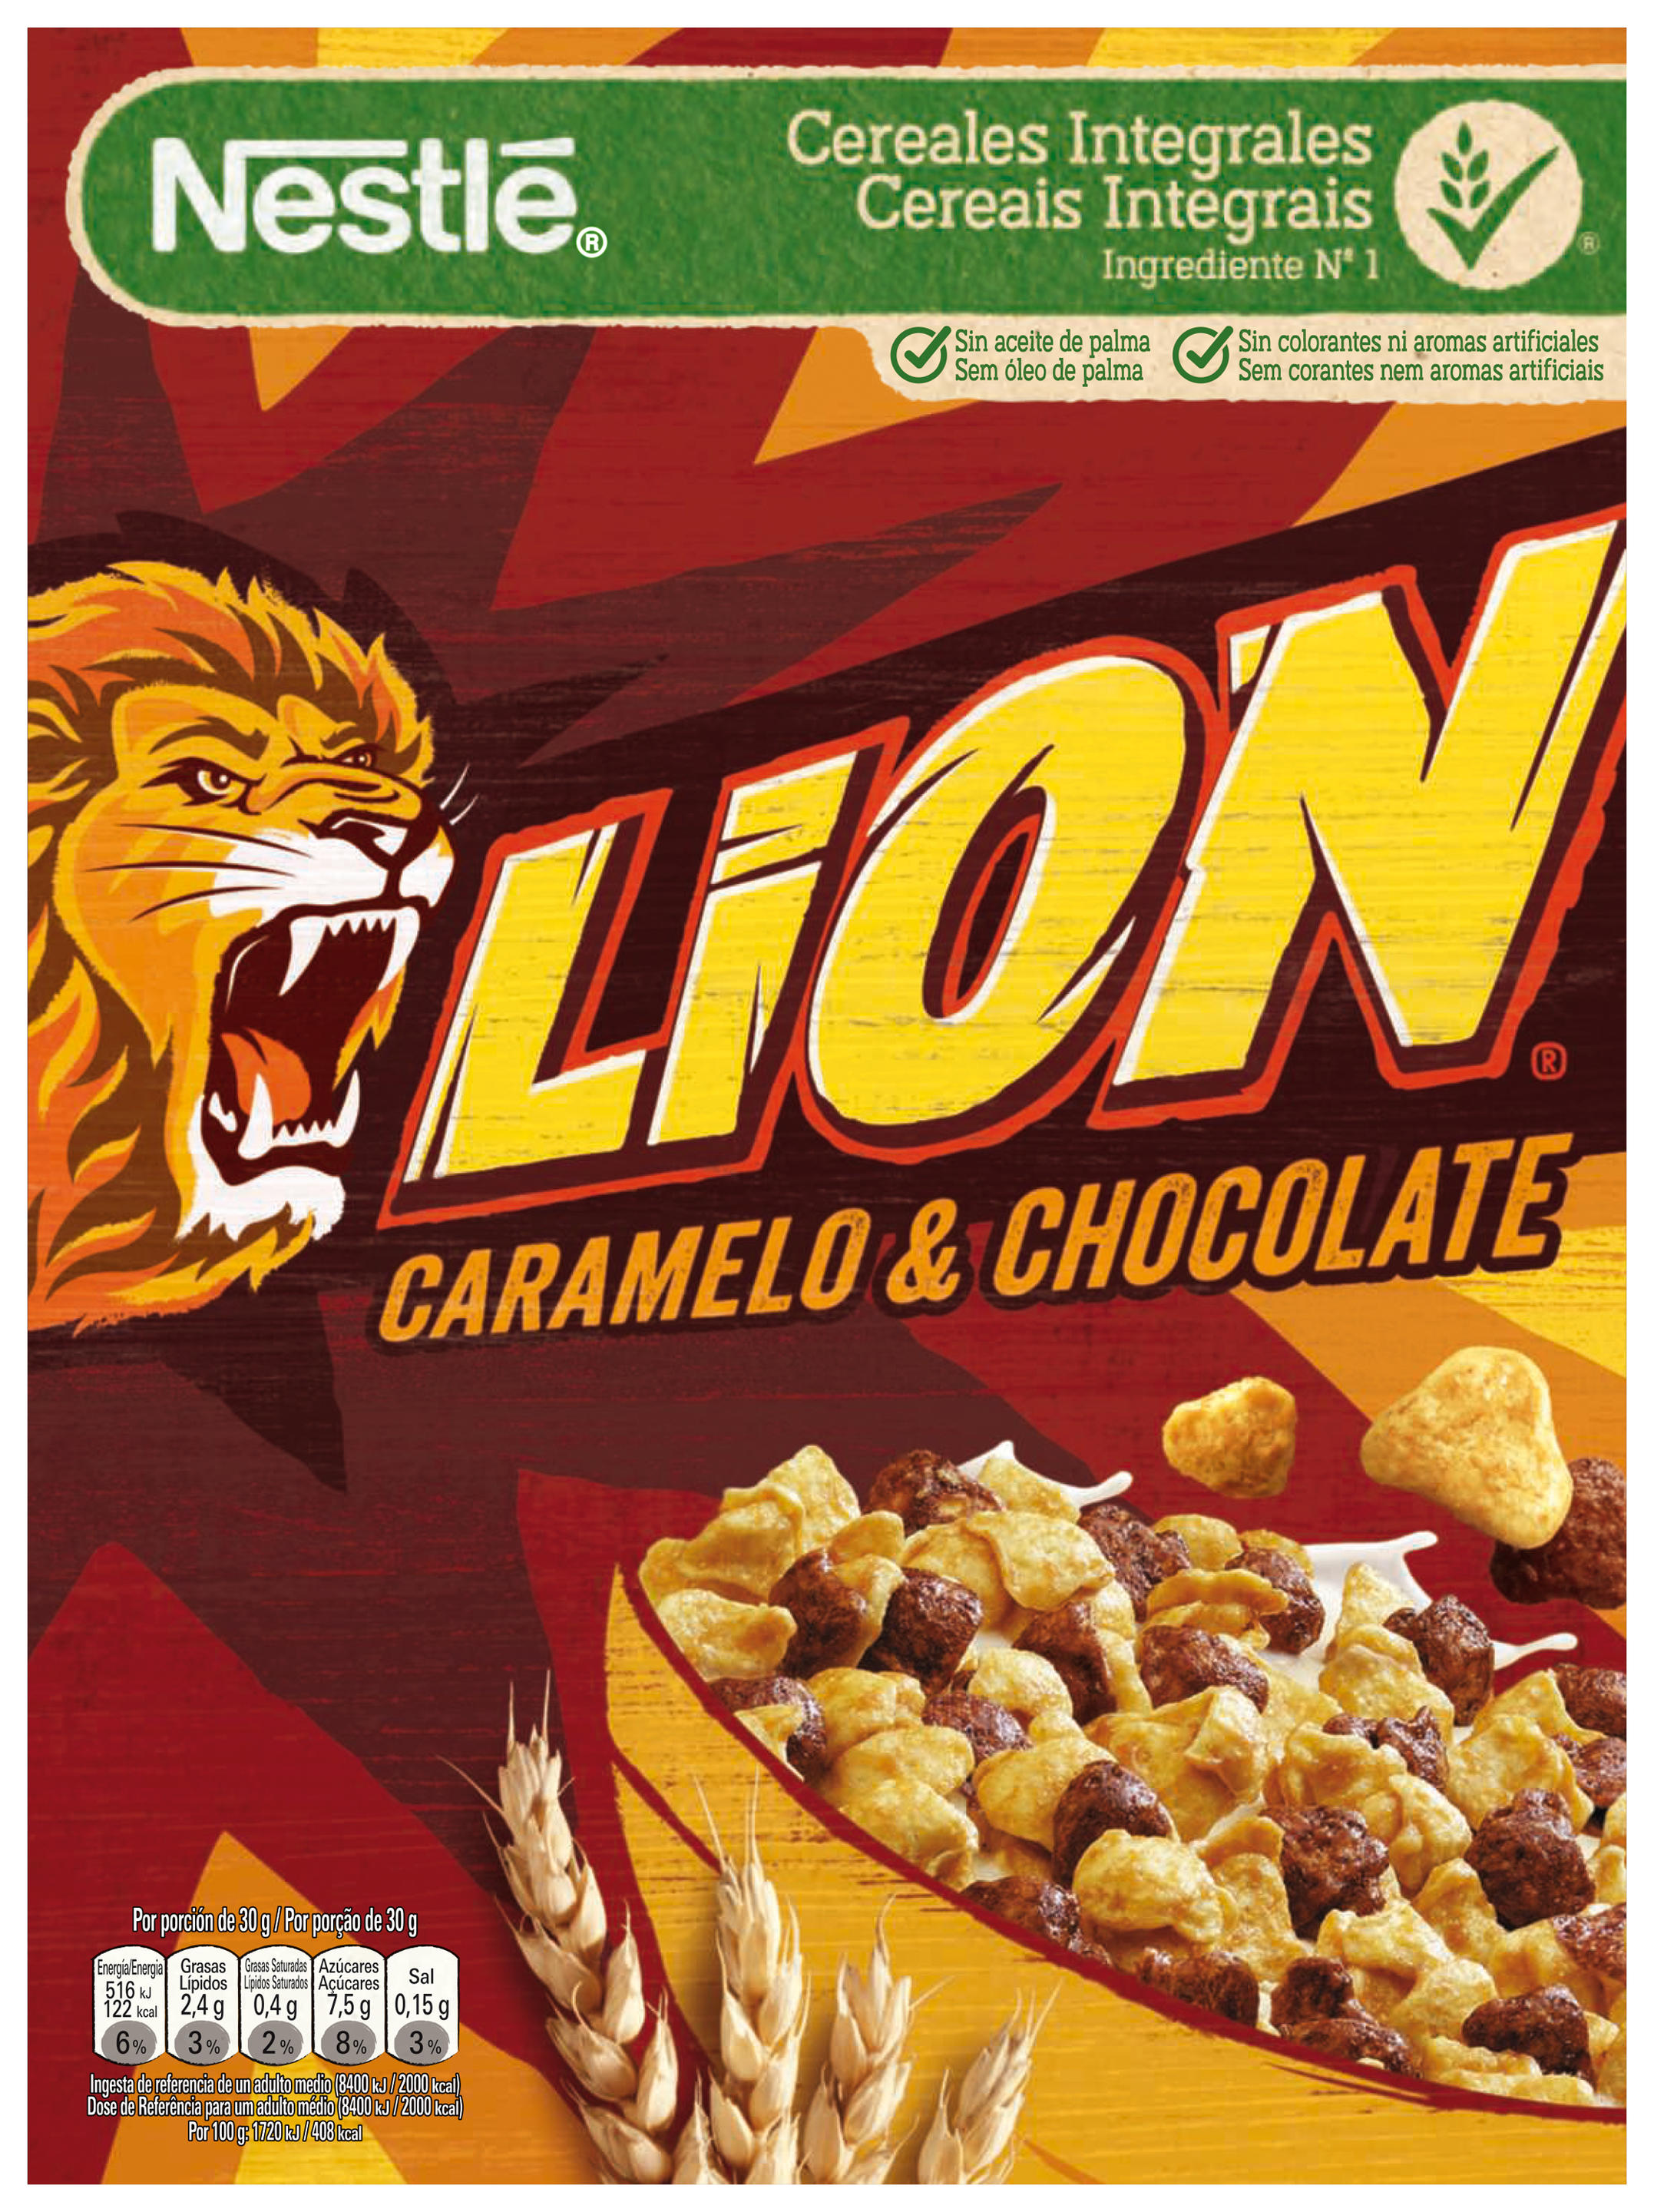 Nestlé®
Cereales Integrales
Cereais Integrais
Ingrediente Nº 1
®
Sin aceite de palma
Sem óleo de palma
Sin colorantes ni aromas artificiales
Sem corantes nem aromas artificiais
LION
®
CARAMELO & CHOCOLATE
Por porción de 30 g / Por porção de 30 g
Energía/Energia
516 kJ
122 kcal
6%
Grasas
Lípidos
2,4 g
3%
Grasas Saturadas
Lípidos Saturados
0,4 g
2%
Azúcares
Açúcares
7,5 g
8%
Sal
0,15 g
3%
Ingesta de referencia de un adulto medio (8400 kJ / 2000 kcal)
Dose de Referência para um adulto médio (8400 kJ / 2000 kcal)
Por 100 g: 1720 kJ / 408 kcal